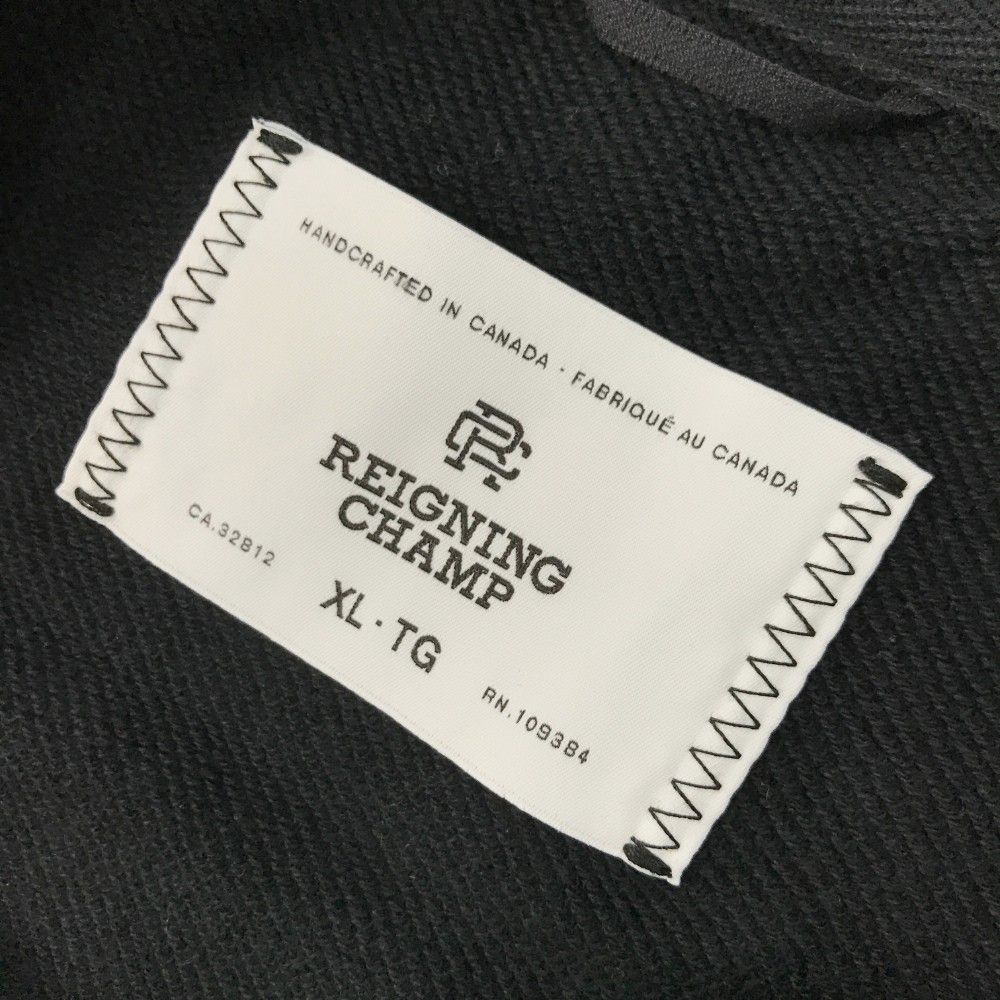 HANDCRAFTED IN CANADA · FABRIQUÉ AU CANADA
RC
REIGNING
CHAMP
CA.32812
XL · TG
RN.109384